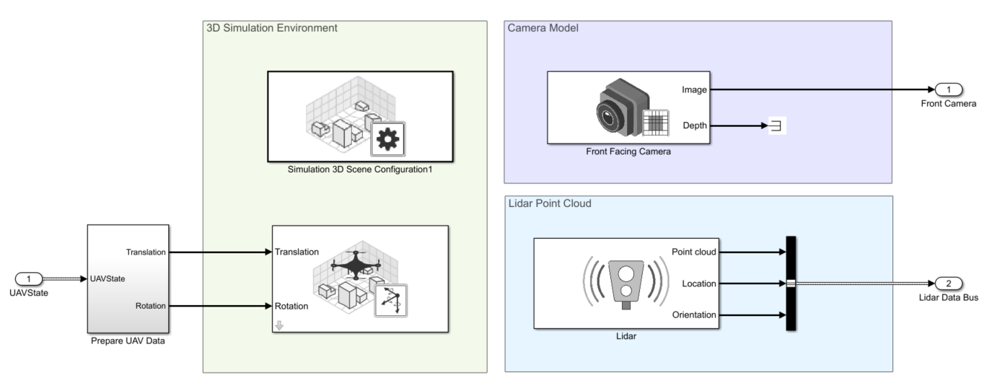 3D Simulation Environment
Simulation 3D Scene Configuration1
1
UAVState
UAVState
Translation
Rotation
Prepare UAV Data
Translation
Rotation
Camera Model
Image
Depth
Front Facing Camera
1
Front Camera
Lidar Point Cloud
Point cloud
Location
Orientation
Lidar
2
Lidar Data Bus